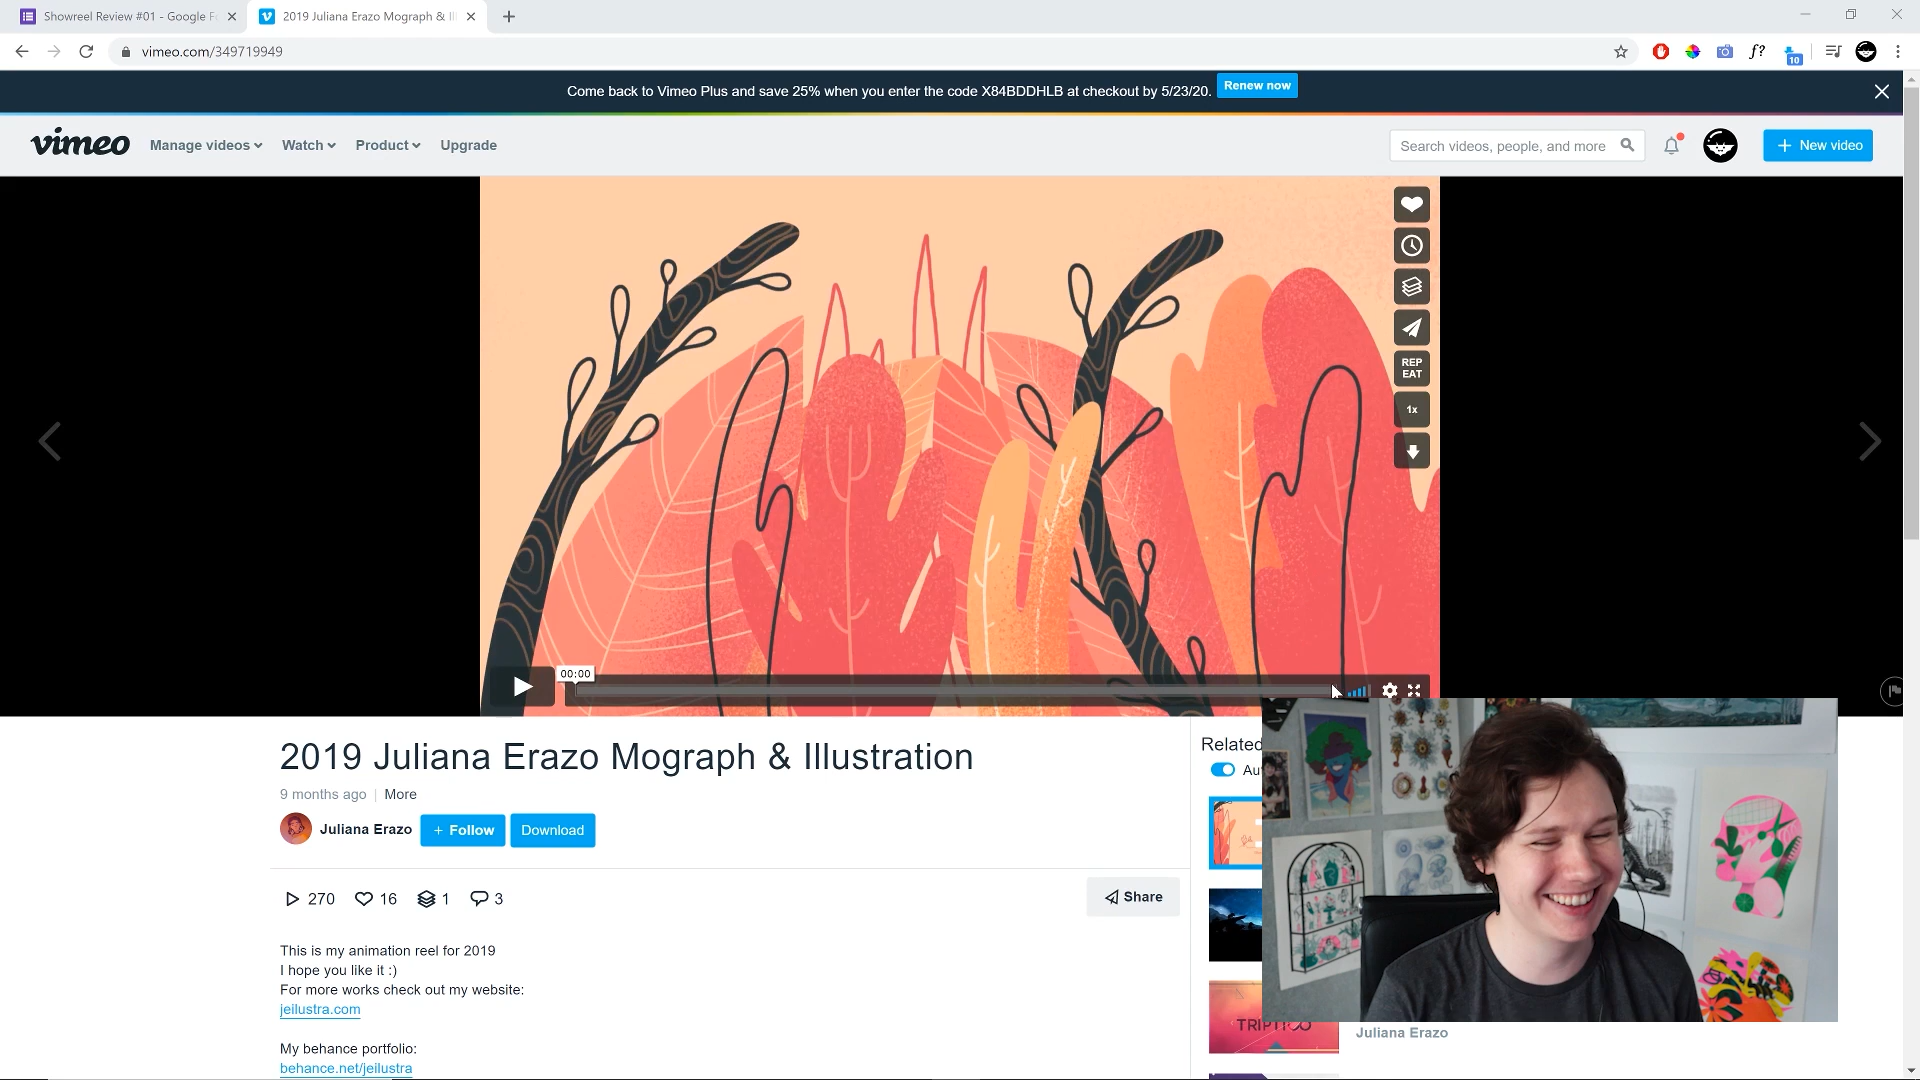 Showreel Review #01 - Google F
2019 Juliana Erazo Mograph & Ill
vimeo.com/349719949
f?
10
Come back to Vimeo Plus and save 25% when you enter the code X84BDDHLB at checkout by 5/23/20.
Renew now
vimeo
Manage videos
Watch
Product
Upgrade
Search videos, people, and more
New video
REP
EAT
1x
00:00
2019 Juliana Erazo Mograph & Illustration
Related
9 months ago | More
Au
Juliana Erazo
+ Follow
Download
270
16
1
3
Share
This is my animation reel for 2019
I hope you like it :)
For more works check out my website:
jeilustra.com
My behance portfolio:
behance.net/jeilustra
Juliana Erazo